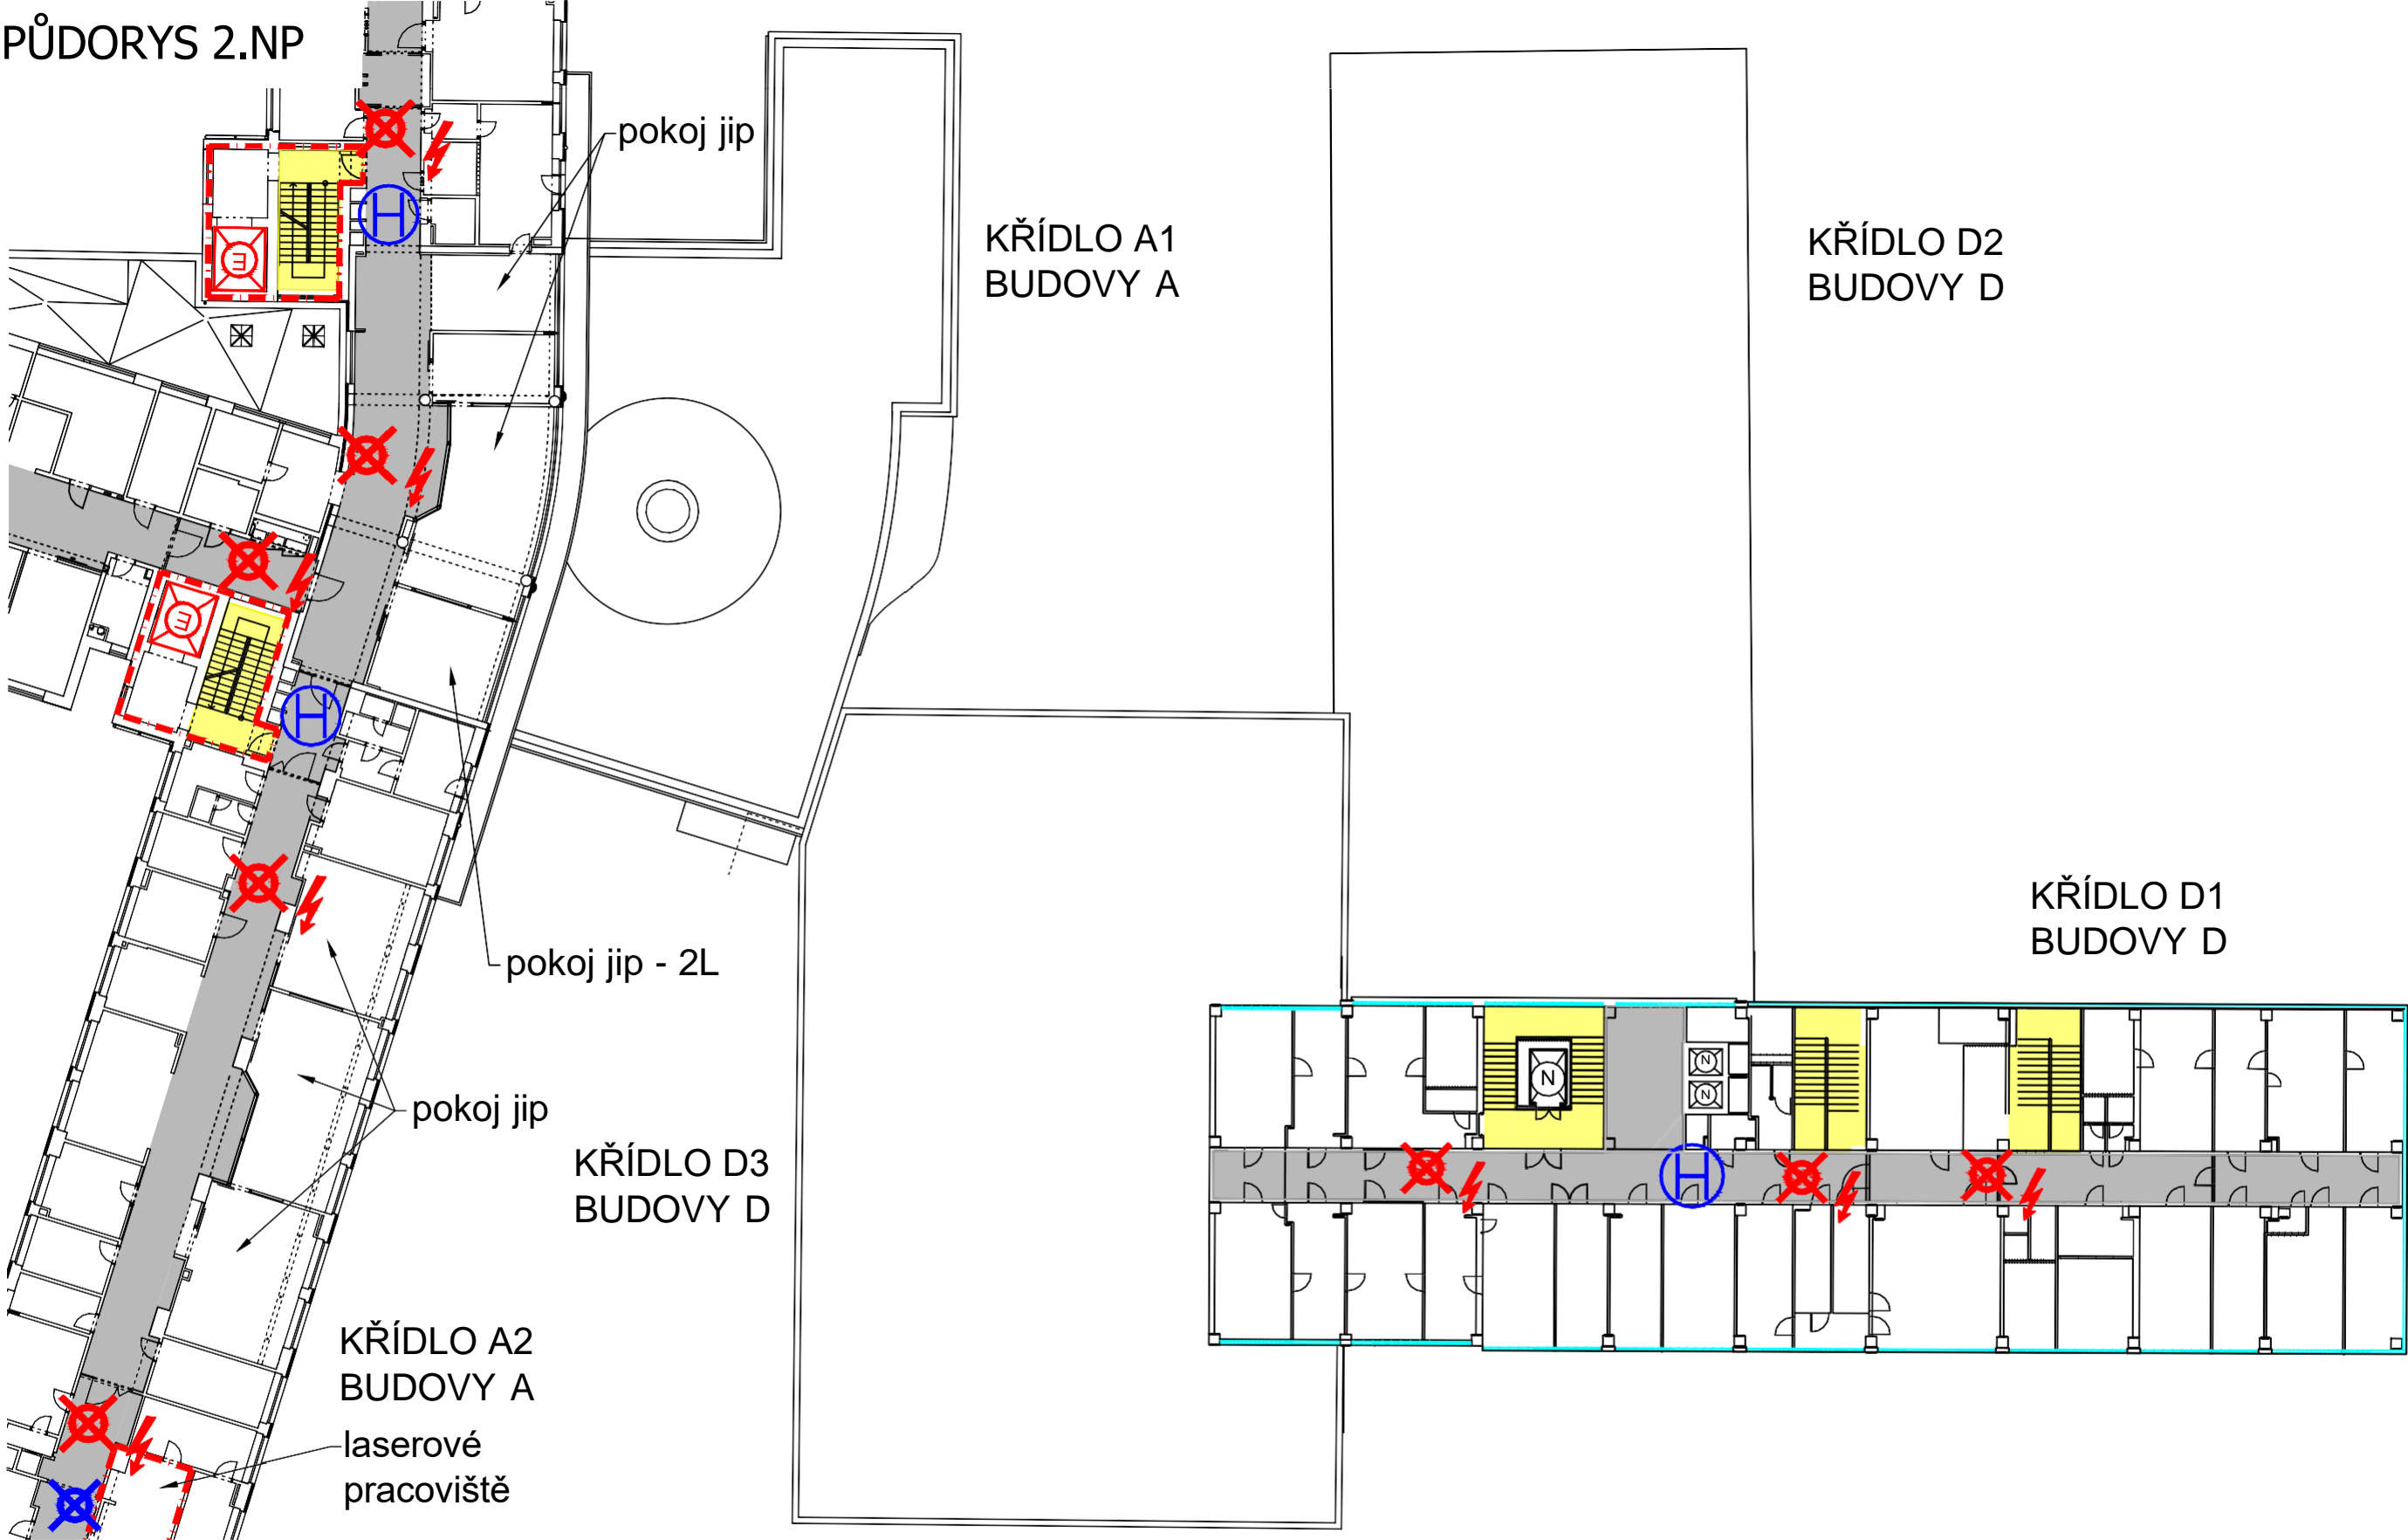 PŮDORYS 2.NP
pokoj jip
KŘÍDLO A1
BUDOVY A
KŘÍDLO D2
BUDOVY D
H
E
E
H
KŘÍDLO D1
BUDOVY D
pokoj jip - 2L
N
N
N
pokoj jip
KŘÍDLO D3
BUDOVY D
H
KŘÍDLO A2
BUDOVY A
laserové
pracoviště